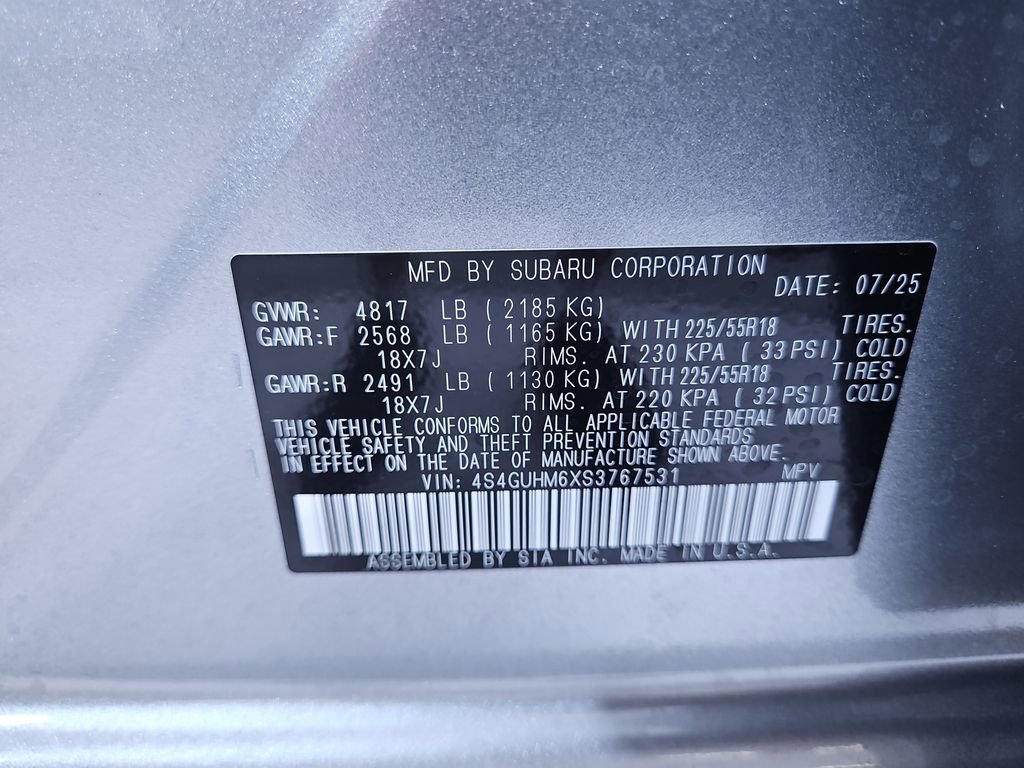 MFD BY SUBARU CORPORATION
DATE: 07/25
GVWR: 4817 LB ( 2185 KG)
GAWR:F 2568 LB ( 1165 KG) WITH 225/55R18 TIRES.
18X7J RIMS. AT 230 KPA ( 33 PSI) COLD
GAWR:R 2491 LB ( 1130 KG) WITH 225/55R18 TIRES.
18X7J RIMS. AT 220 KPA ( 32 PSI) COLD
THIS VEHICLE CONFORMS TO ALL APPLICABLE FEDERAL MOTOR
VEHICLE SAFETY AND THEFT PREVENTION STANDARDS
IN EFFECT ON THE DATE OF MANUFACTURE SHOWN ABOVE.
VIN: 4S4GUHM6XS3767531 MPV
ASSEMBLED BY SIA INC. MADE IN U.S.A.